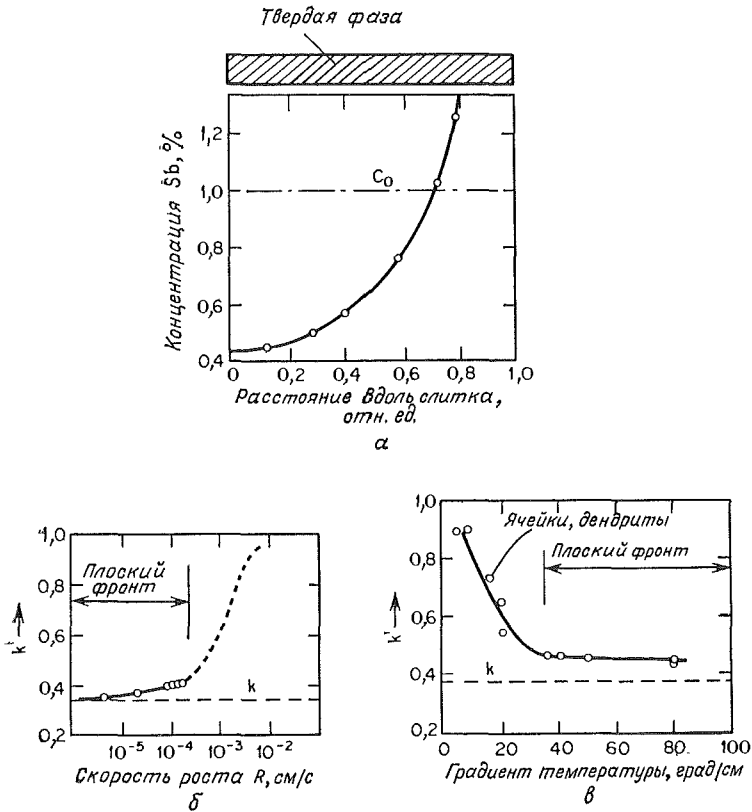 Твердая фаза
Концентрация Sb, %
1,2
1,0
0,8
0,6
0,4
C₀
0 0,2 0,4 0,6 0,8 1,0
Расстояние вдоль слитка,
отн. ед.
а
1,0
0,8
0,6
0,4
0,2
k' →
Плоский
фронт
k
10⁻⁵ 10⁻⁴ 10⁻³ 10⁻²
Скорость роста R, см/с
б
1,0
0,8
0,6
0,4
0,2
k' →
Ячейки, дендриты
Плоский фронт
k
0 20 40 60 80 100
Градиент температуры, град/см
в